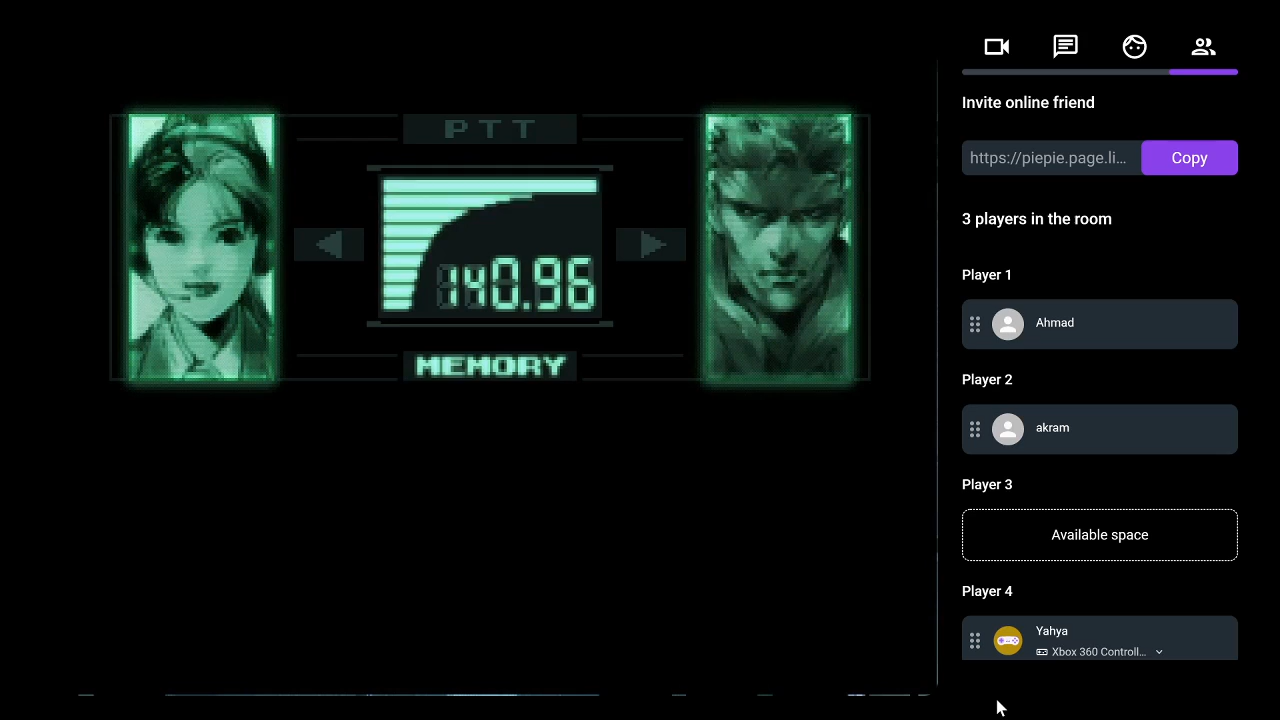 PTT
140.96
MEMORY
Invite online friend
https://piepie.page.li...
Copy
3 players in the room
Player 1
Ahmad
Player 2
akram
Player 3
Available space
Player 4
Yahya
Xbox 360 Controll...